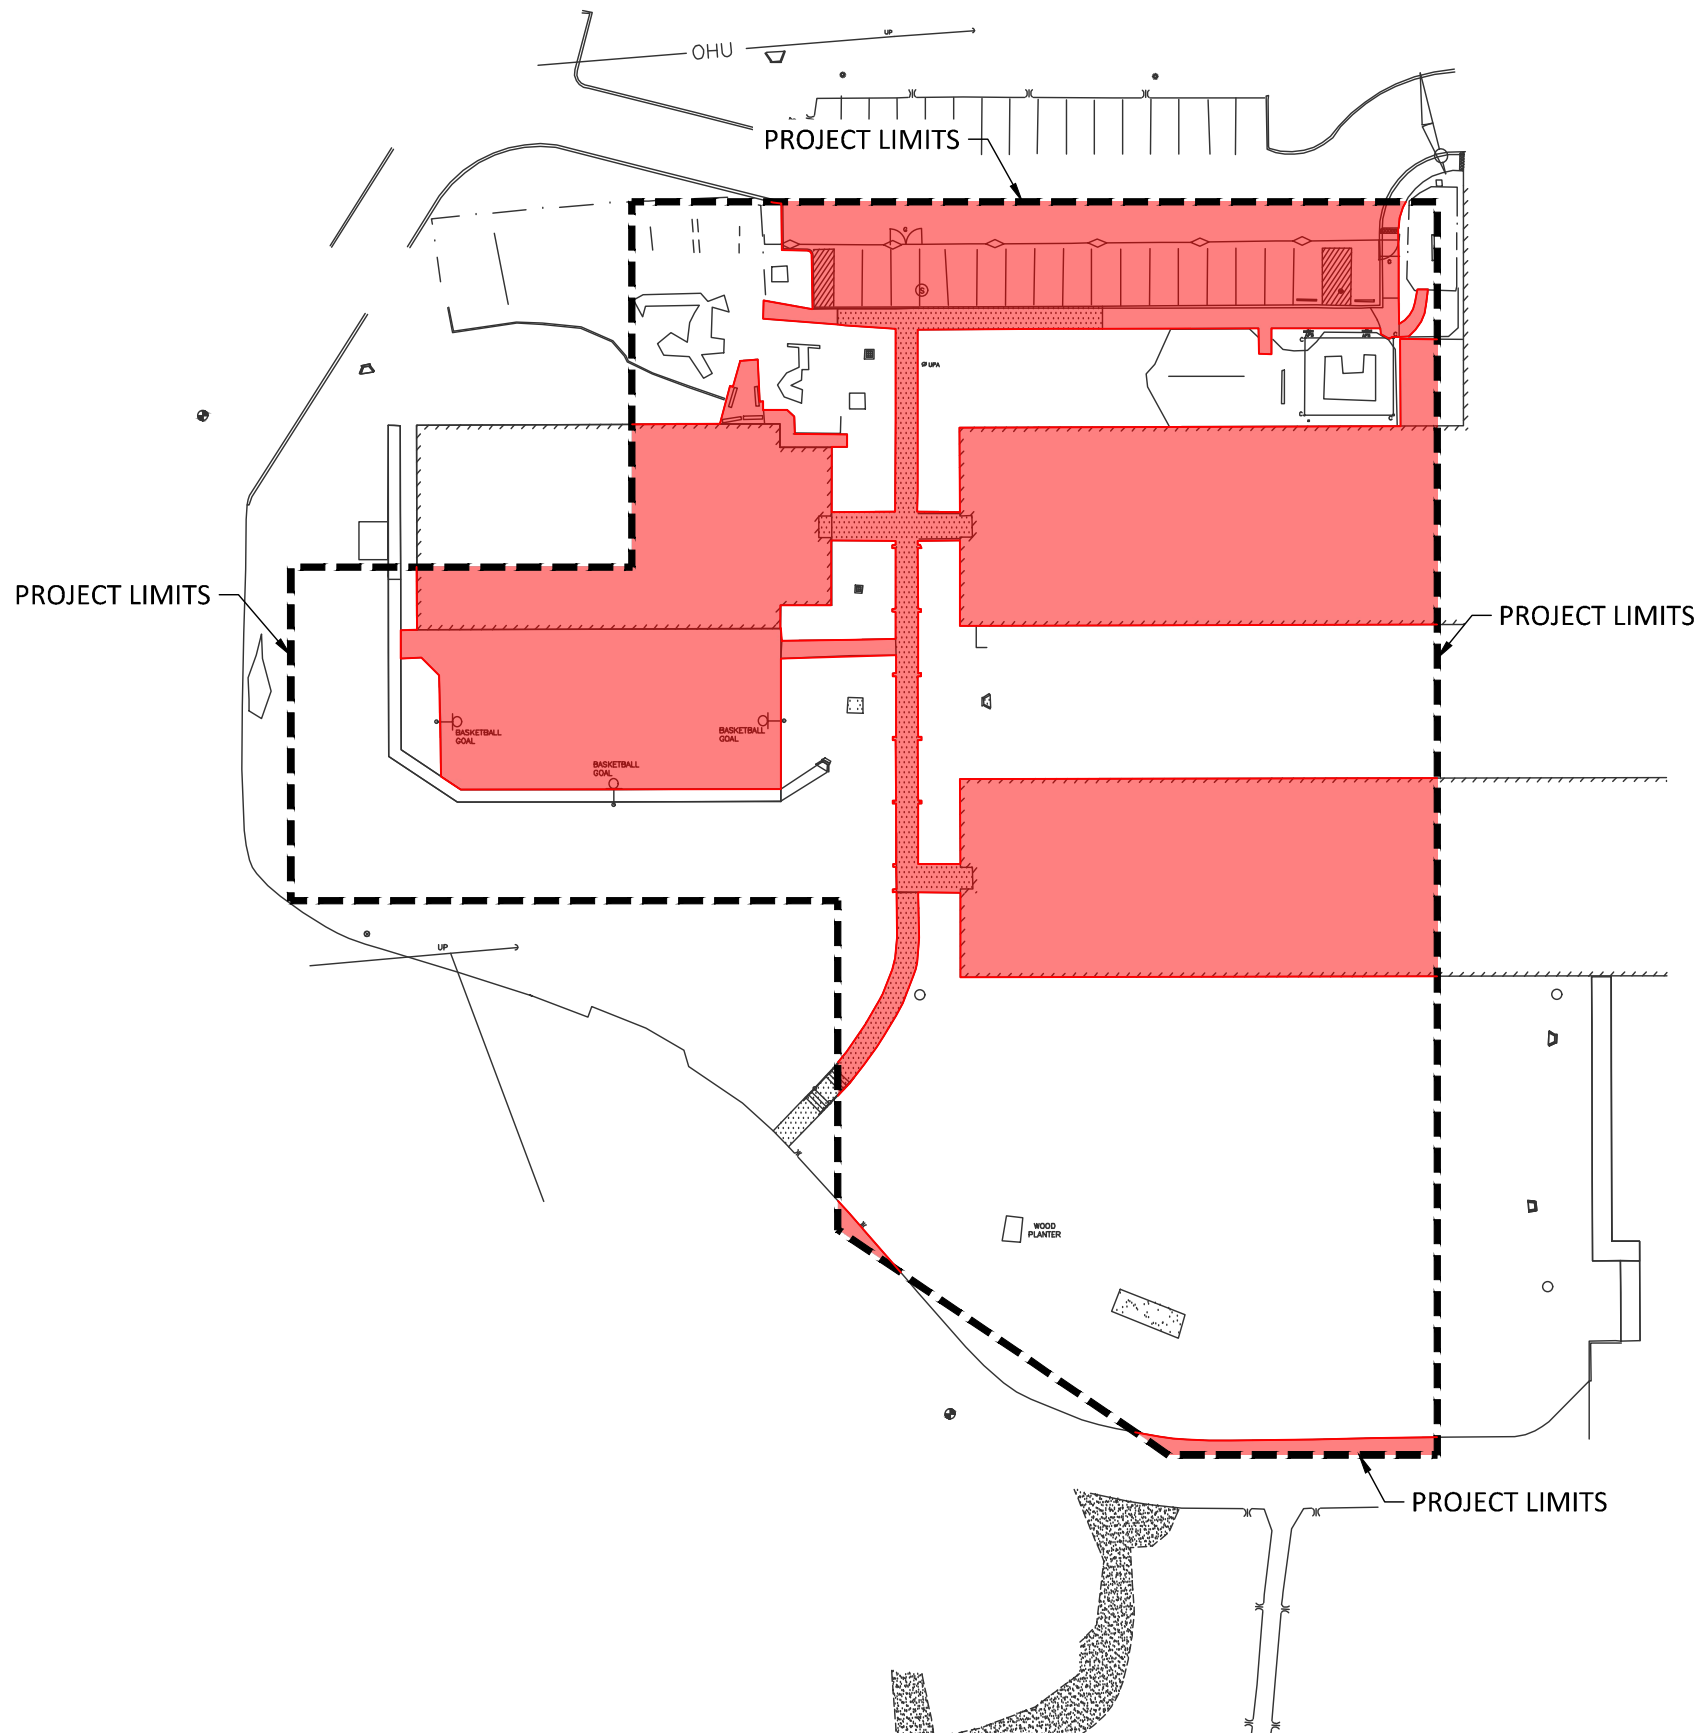 UP
OHU
PROJECT LIMITS
G
S
UPA
PROJECT LIMITS
PROJECT LIMITS
BASKETBALL
GOAL
BASKETBALL
GOAL
BASKETBALL
GOAL
UP
WOOD
PLANTER
PROJECT LIMITS